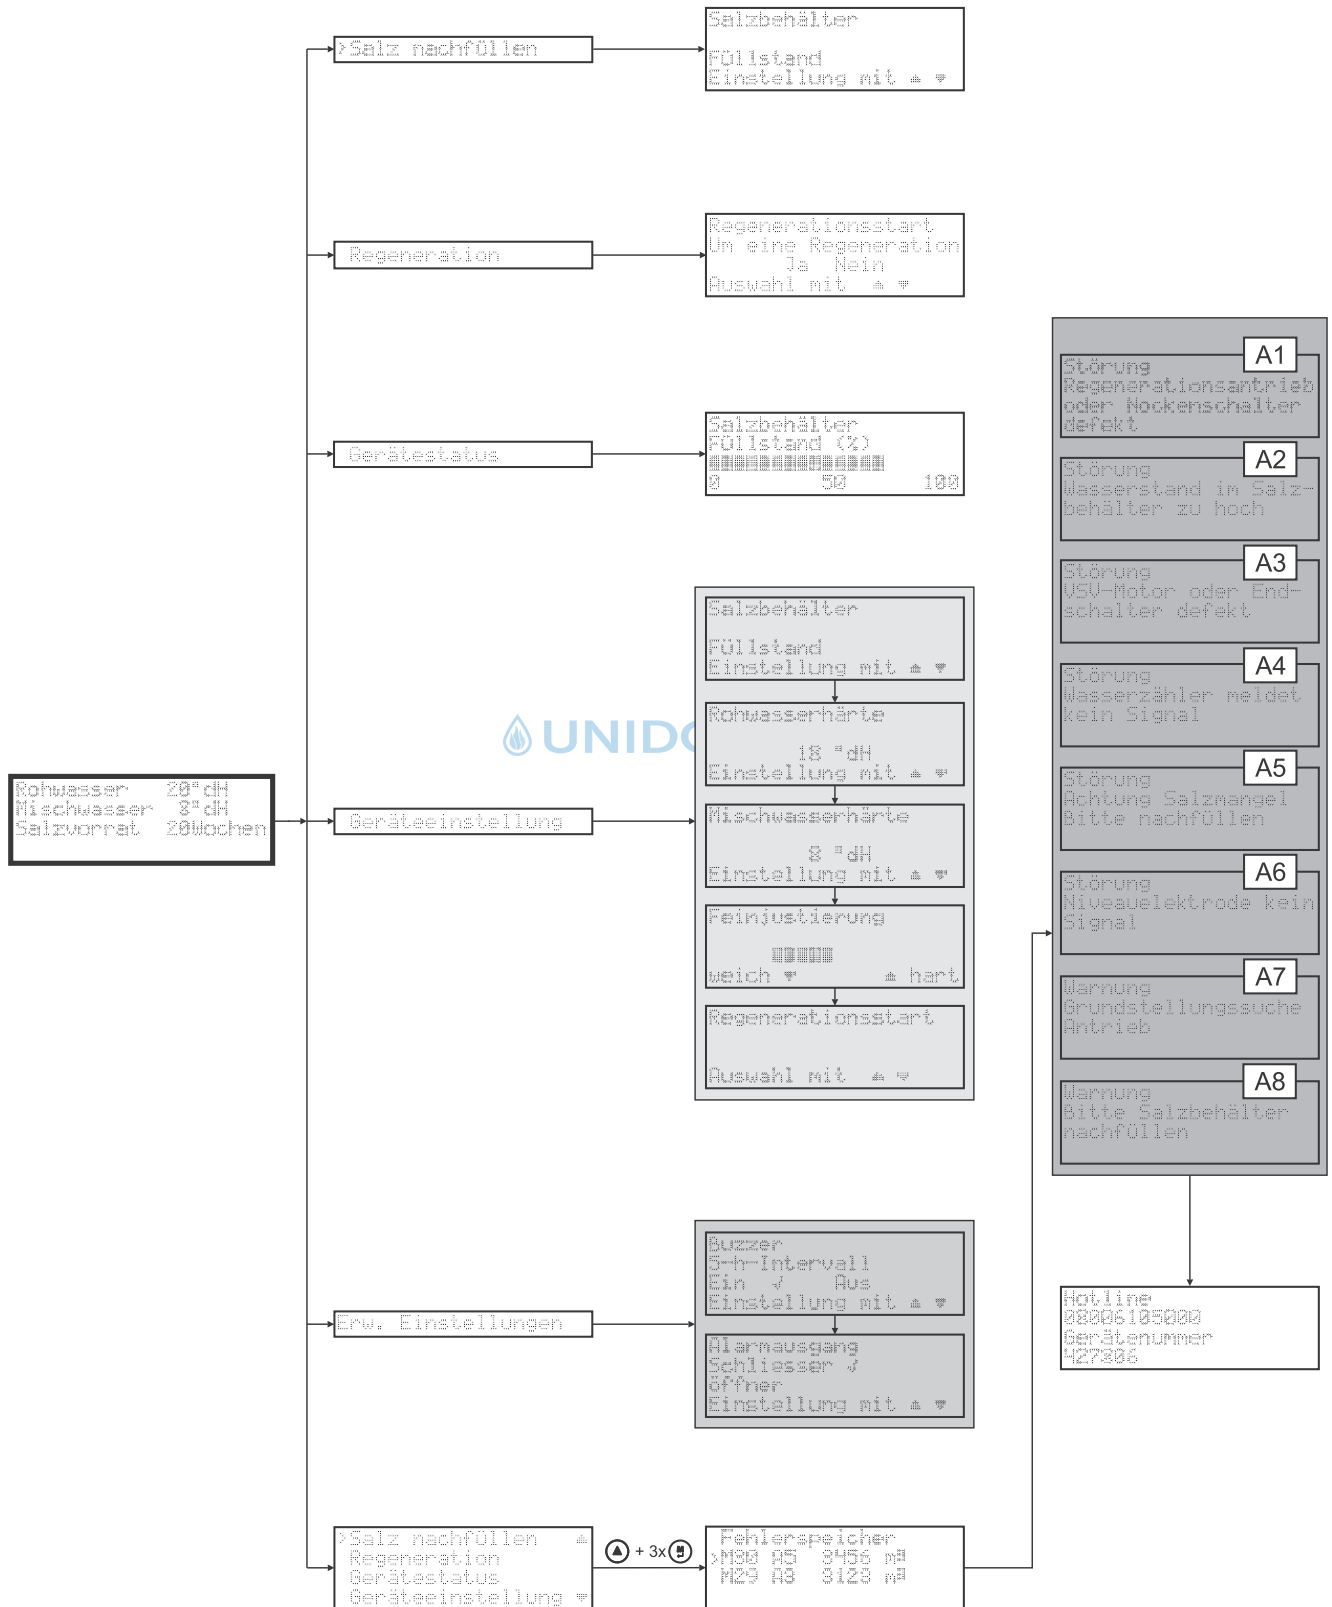 Salzbehälter
Füllstand
Einstellung mit ▲ ▼
>Salz nachfüllen
Regenerationsstart
Um eine Regeneration
Ja Nein
Auswahl mit ▲ ▼
Regeneration
A1
Störung
Regenerationsantrieb
oder Nockenschalter
defekt
A2
Störung
Wasserstand im Salz-
behälter zu hoch
A3
Störung
VSV-Motor oder End-
schalter defekt
A4
Störung
Wasserzähler meldet
kein Signal
A5
Störung
Achtung Salzmangel
Bitte nachfüllen
A6
Störung
Niveauelektrode kein
Signal
A7
Warnung
Grundstellungssuche
Antrieb
A8
Warnung
Bitte Salzbehälter
nachfüllen
Salzbehälter
Füllstand (%)
0 50 100
Gerätestatus
Salzbehälter
Füllstand
Einstellung mit ▲ ▼
Rohwasserhärte
18 °dH
Einstellung mit ▲ ▼
Mischwasserhärte
8 °dH
Einstellung mit ▲ ▼
Feinjustierung
weich ▼ ▲ hart
Regenerationsstart
Auswahl mit ▲ ▼
Rohwasser 20°dH
Mischwasser 8°dH
Salzvorrat 20Wochen
Geräteeinstellung
Buzzer
5-h-Intervall
Ein √ Aus
Einstellung mit ▲ ▼
Alarmausgang
Schliesser √
öffner
Einstellung mit ▲ ▼
Erw. Einstellungen
Hotline
08006105000
Gerätenummer
427306
>Salz nachfüllen ▲
Regeneration
Gerätestatus
Geräteeinstellung ▼
▲ + 3x
Fehlerspeicher
>M30 A5 3456 m³
M29 A3 3123 m³